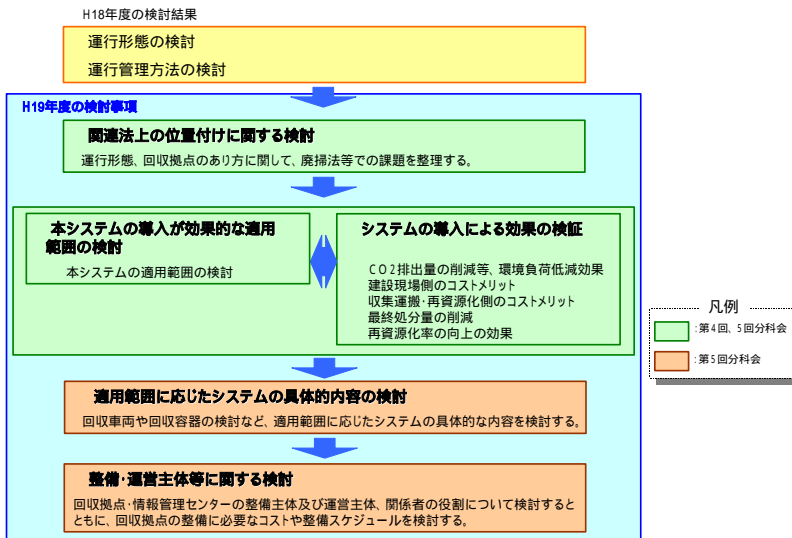 H18年度の検討結果
運行形態の検討
運行管理方法の検討
H19年度の検討事項
関連法上の位置付けに関する検討
運行形態、回収拠点のあり方に関して、廃掃法等での課題を整理する。
本システムの導入が効果的な適用
範囲の検討
本システムの適用範囲の検討
システムの導入による効果の検証
CO2排出量の削減等、環境負荷低減効果
建設現場側のコストメリット
収集運搬・再資源化側のコストメリット
最終処分量の削減
再資源化率の向上の効果
凡例
:第4回、5回分科会
:第5回分科会
適用範囲に応じたシステムの具体的内容の検討
回収車両や回収容器の検討など、適用範囲に応じたシステムの具体的な内容を検討する。
整備・運営主体等に関する検討
回収拠点・情報管理センターの整備主体及び運営主体、関係者の役割について検討すると
ともに、回収拠点の整備に必要なコストや整備スケジュールを検討する。